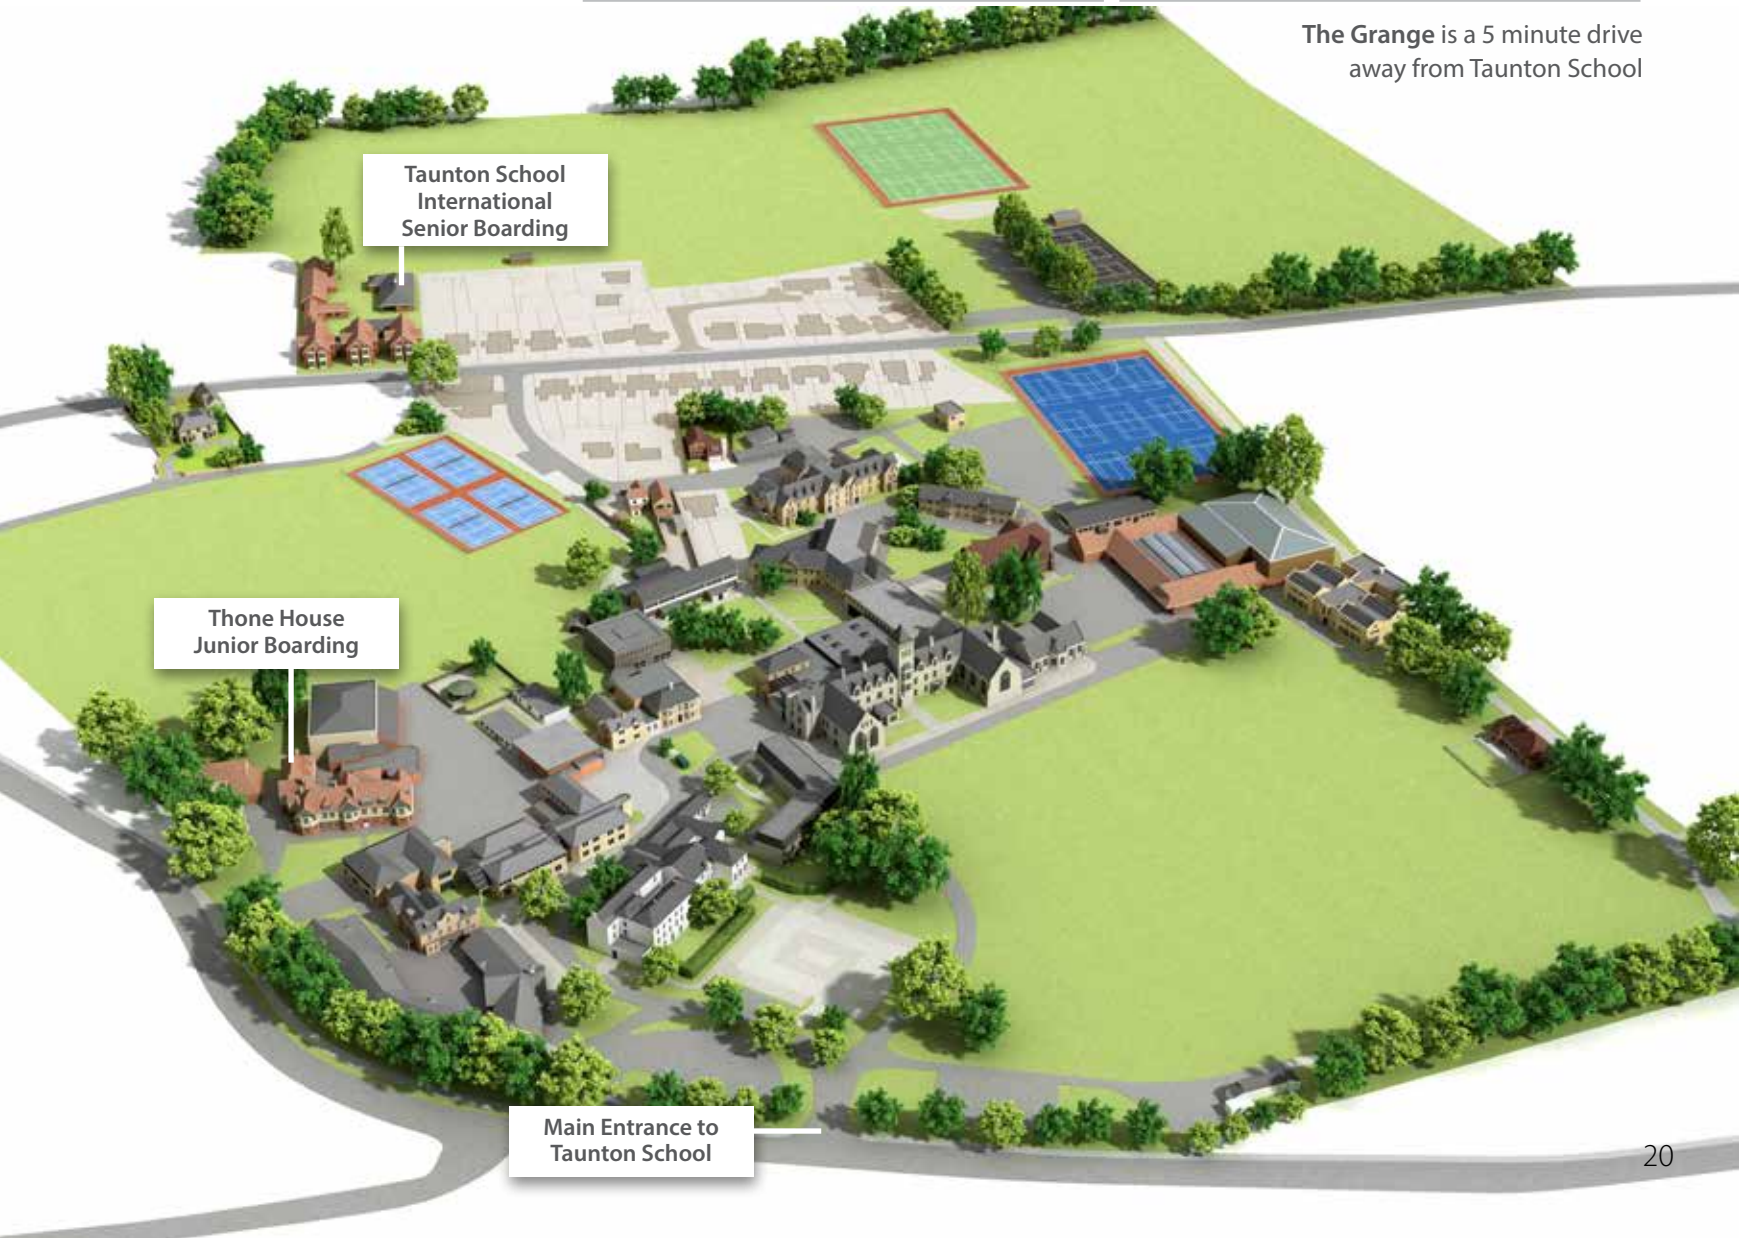 The Grange is a 5 minute drive
away from Taunton School
Taunton School
International
Senior Boarding
Thone House
Junior Boarding
Main Entrance to
Taunton School
20